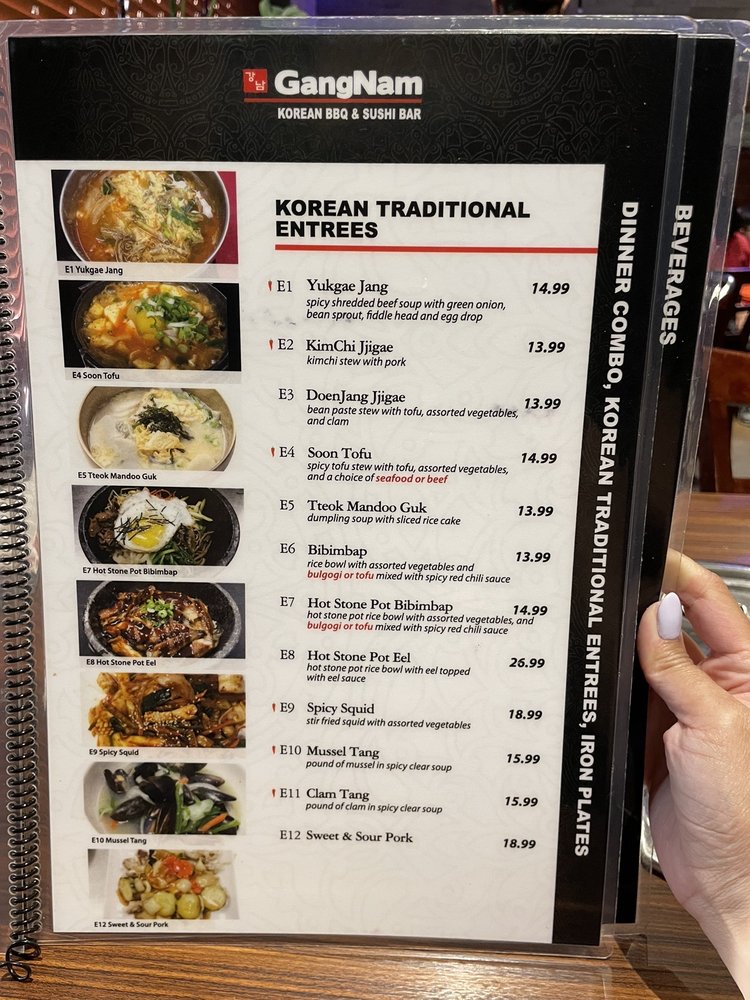 강남
GangNam
KOREAN BBQ & SUSHI BAR
KOREAN TRADITIONAL
ENTREES
E1 Yukgae Jang 14.99
spicy shredded beef soup with green onion,
bean sprout, fiddle head and egg drop
E2 KimChi Jjigae 13.99
kimchi stew with pork
E3 DoenJang Jjigae 13.99
bean paste stew with tofu, assorted vegetables,
and clam
E4 Soon Tofu 14.99
spicy tofu stew with tofu, assorted vegetables,
and a choice of seafood or beef
E5 Tteok Mandoo Guk 13.99
dumpling soup with sliced rice cake
E6 Bibimbap 13.99
rice bowl with assorted vegetables and
bulgogi or tofu mixed with spicy red chili sauce
E7 Hot Stone Pot Bibimbap 14.99
hot stone pot rice bowl with assorted vegetables, and
bulgogi or tofu mixed with spicy red chili sauce
E8 Hot Stone Pot Eel 26.99
hot stone pot rice bowl with eel topped
with eel sauce
E9 Spicy Squid 18.99
stir fried squid with assorted vegetables
E10 Mussel Tang 15.99
pound of mussel in spicy clear soup
E11 Clam Tang 15.99
pound of clam in spicy clear soup
E12 Sweet & Sour Pork 18.99
E1 Yukgae Jang
E4 Soon Tofu
E5 Tteok Mandoo Guk
E7 Hot Stone Pot Bibimbap
E8 Hot Stone Pot Eel
E9 Spicy Squid
E10 Mussel Tang
E12 Sweet & Sour Pork
DINNER COMBO, KOREAN TRADITIONAL ENTREES, IRON PLATES
BEVERAGES